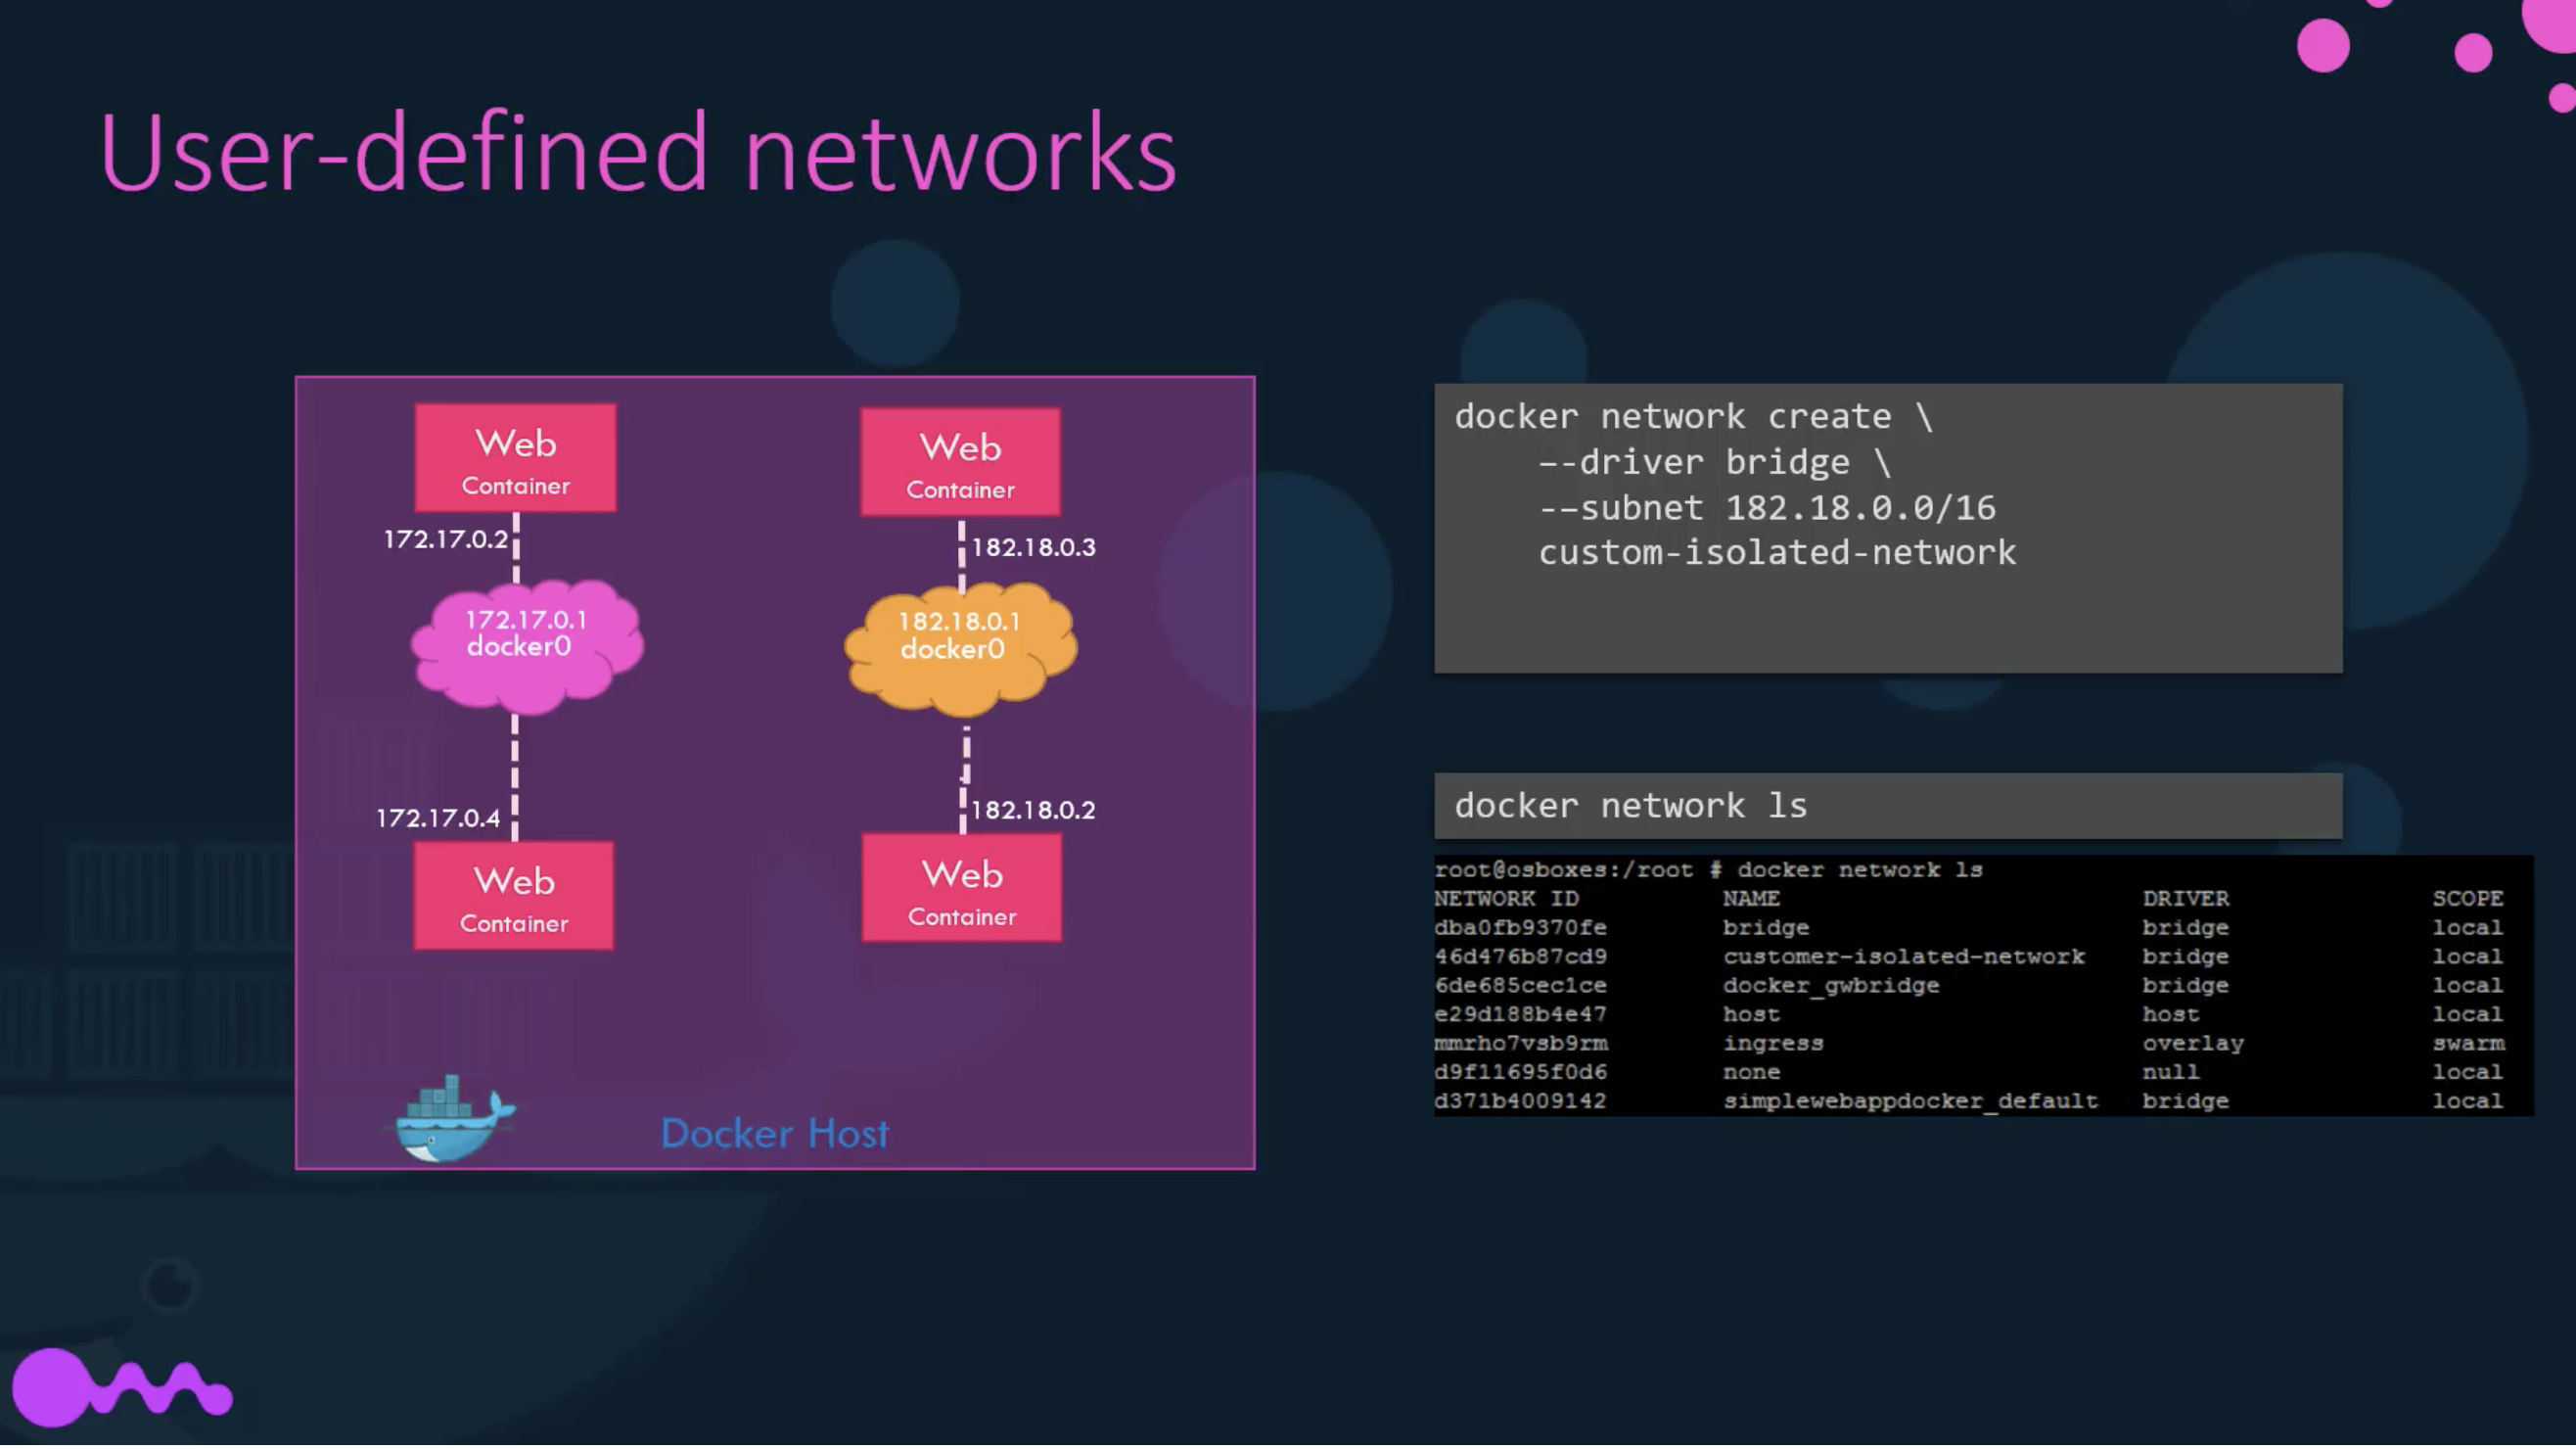 User-defined networks
Web
Container
172.17.0.2
172.17.0.1
docker0
172.17.0.4
Web
Container
Web
Container
182.18.0.3
182.18.0.1
docker0
182.18.0.2
Web
Container
Docker Host
docker network create \
--driver bridge \
--subnet 182.18.0.0/16
custom-isolated-network
docker network ls
root@osboxes:/root # docker network ls
NETWORK ID NAME DRIVER SCOPE
dba0fb9370fe bridge bridge local
46d476b87cd9 customer-isolated-network bridge local
6de685cec1ce docker_gwbridge bridge local
e29d188b4e47 host host local
mmrho7vsb9rm ingress overlay swarm
d9f11695f0d6 none null local
d371b4009142 simplewebappdocker_default bridge local